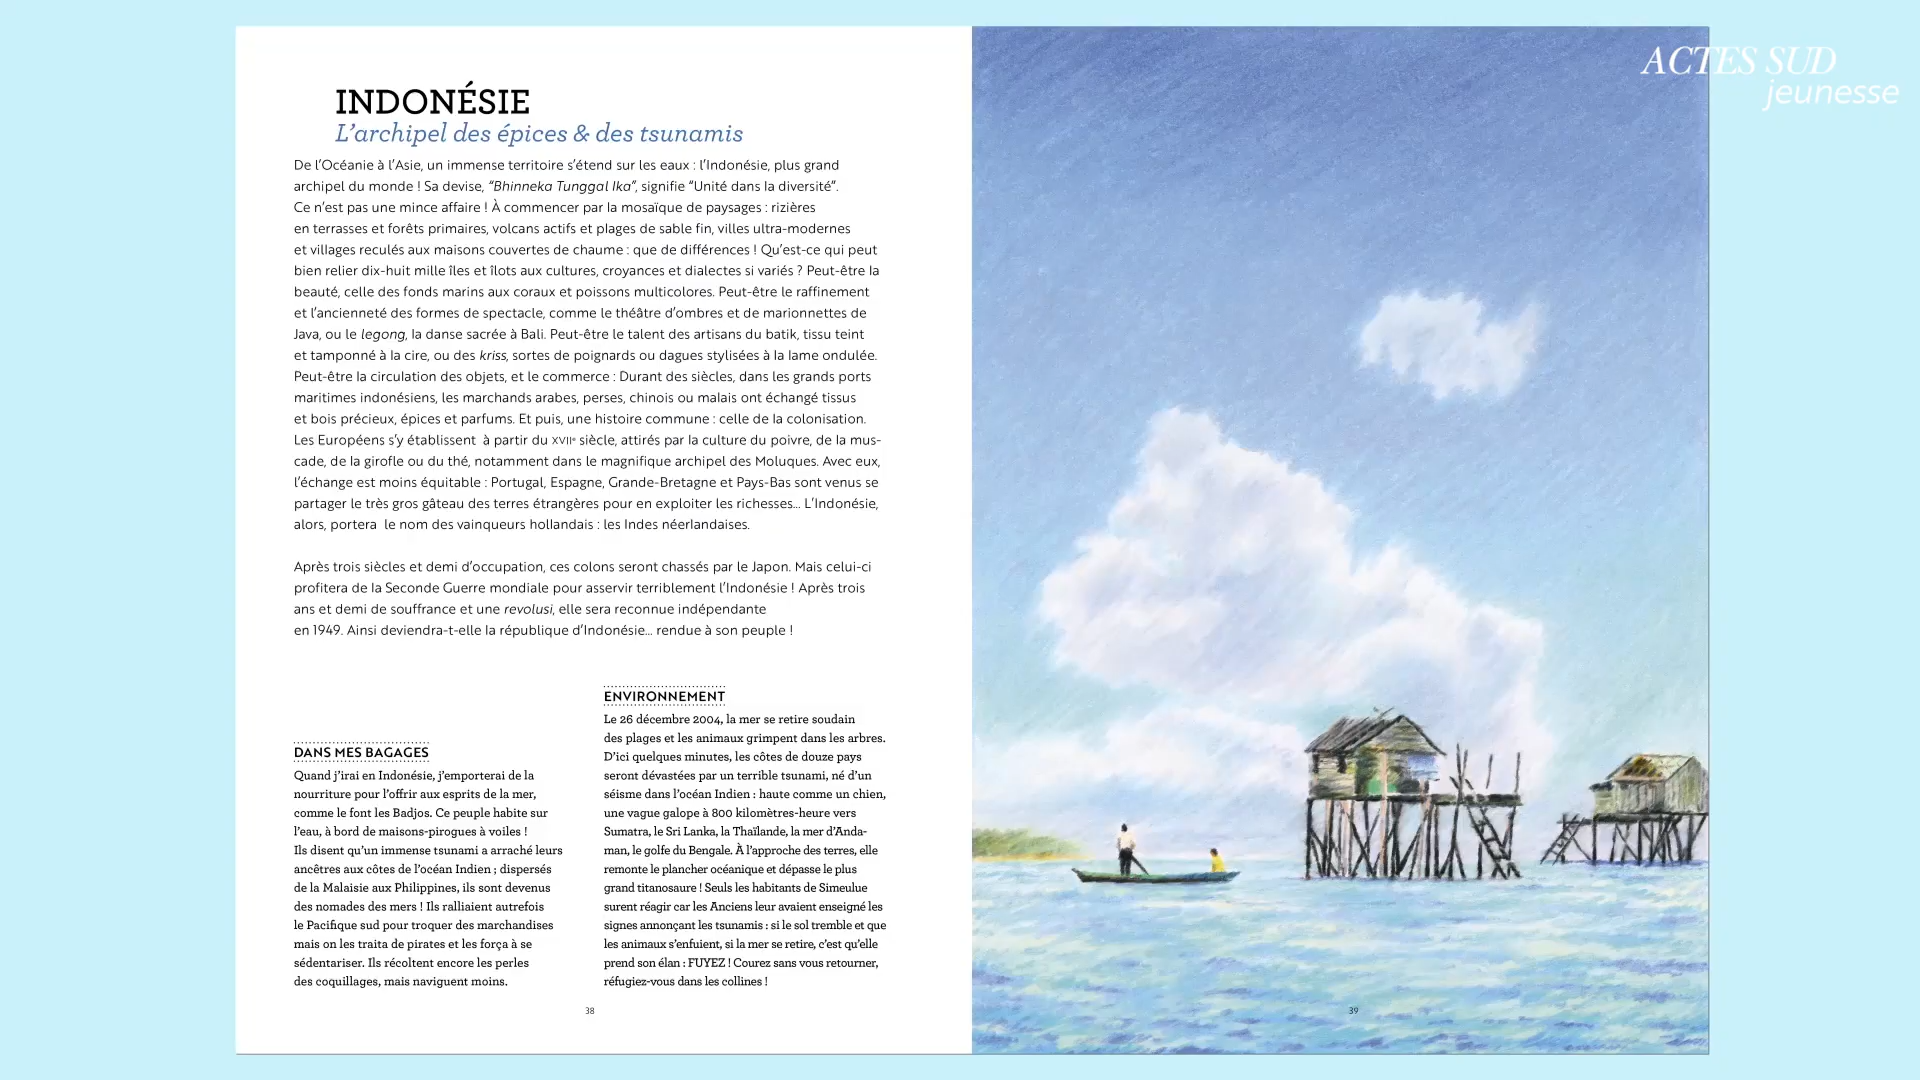 INDONÉSIE
L’archipel des épices & des tsunamis
De l’Océanie à l’Asie, un immense territoire s’étend sur les eaux : l’Indonésie, plus grand
archipel du monde ! Sa devise, “Bhinneka Tunggal Ika”, signifie “Unité dans la diversité”.
Ce n’est pas une mince affaire ! À commencer par la mosaïque de paysages : rizières
en terrasses et forêts primaires, volcans actifs et plages de sable fin, villes ultra-modernes
et villages reculés aux maisons couvertes de chaume : que de différences ! Qu’est-ce qui peut
bien relier dix-huit mille îles et îlots aux cultures, croyances et dialectes si variés ? Peut-être la
beauté, celle des fonds marins aux coraux et poissons multicolores. Peut-être le raffinement
et l’ancienneté des formes de spectacle, comme le théâtre d’ombres et de marionnettes de
Java, ou le legong, la danse sacrée à Bali. Peut-être le talent des artisans du batik, tissu teint
et tamponné à la cire, ou des kriss, sortes de poignards ou dagues stylisées à la lame ondulée.
Peut-être la circulation des objets, et le commerce : Durant des siècles, dans les grands ports
maritimes indonésiens, les marchands arabes, perses, chinois ou malais ont échangé tissus
et bois précieux, épices et parfums. Et puis, une histoire commune : celle de la colonisation.
Les Européens s’y établissent à partir du XVIIe siècle, attirés par la culture du poivre, de la mus-
cade, de la girofle ou du thé, notamment dans le magnifique archipel des Moluques. Avec eux,
l’échange est moins équitable : Portugal, Espagne, Grande-Bretagne et Pays-Bas sont venus se
partager le très gros gâteau des terres étrangères pour en exploiter les richesses... L’Indonésie,
alors, portera le nom des vainqueurs hollandais : les Indes néerlandaises.
Après trois siècles et demi d’occupation, ces colons seront chassés par le Japon. Mais celui-ci
profitera de la Seconde Guerre mondiale pour asservir terriblement l’Indonésie ! Après trois
ans et demi de souffrance et une revolusi, elle sera reconnue indépendante
en 1949. Ainsi deviendra-t-elle la république d’Indonésie... rendue à son peuple !
DANS MES BAGAGES
Quand j’irai en Indonésie, j’emporterai de la
nourriture pour l’offrir aux esprits de la mer,
comme le font les Badjos. Ce peuple habite sur
l’eau, à bord de maisons-pirogues à voiles !
Ils disent qu’un immense tsunami a arraché leurs
ancêtres aux côtes de l’océan Indien ; dispersés
de la Malaisie aux Philippines, ils sont devenus
des nomades des mers ! Ils ralliaient autrefois
le Pacifique sud pour troquer des marchandises
mais on les traita de pirates et les força à se
sédentariser. Ils récoltent encore les perles
des coquillages, mais naviguent moins.
ENVIRONNEMENT
Le 26 décembre 2004, la mer se retire soudain
des plages et les animaux grimpent dans les arbres.
D’ici quelques minutes, les côtes de douze pays
seront dévastées par un terrible tsunami, né d’un
séisme dans l’océan Indien : haute comme un chien,
une vague galope à 800 kilomètres-heure vers
Sumatra, le Sri Lanka, la Thaïlande, la mer d’Anda-
man, le golfe du Bengale. À l’approche des terres, elle
remonte le plancher océanique et dépasse le plus
grand titanosaure ! Seuls les habitants de Simeulue
surent réagir car les Anciens leur avaient enseigné les
signes annonçant les tsunamis : si le sol tremble et que
les animaux s’enfuient, si la mer se retire, c’est qu’elle
prend son élan : FUYEZ ! Courez sans vous retourner,
réfugiez-vous dans les collines !
38
39
ACTES SUD
jeunesse